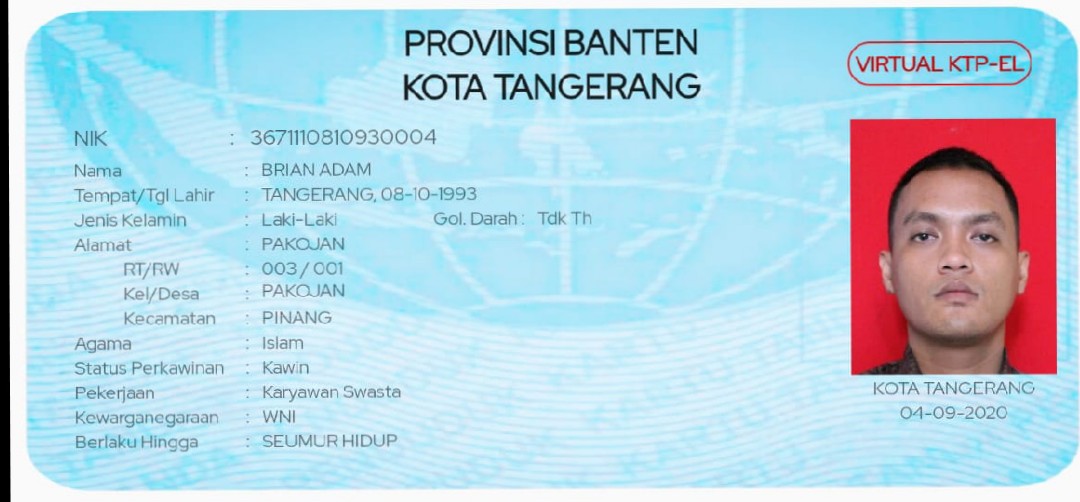 PROVINSI BANTEN
KOTA TANGERANG
VIRTUAL KTP-EL
NIK : 3671110810930004
Nama : BRIAN ADAM
Tempat/Tgl Lahir : TANGERANG, 08-10-1993
Jenis Kelamin : Laki-Laki Gol. Darah : Tdk Th
Alamat : PAKOJAN
RT/RW : 003 / 001
Kel/Desa : PAKOJAN
Kecamatan : PINANG
Agama : Islam
Status Perkawinan : Kawin
Pekerjaan : Karyawan Swasta
Kewarganegaraan : WNI
Berlaku Hingga : SEUMUR HIDUP
KOTA TANGERANG
04-09-2020